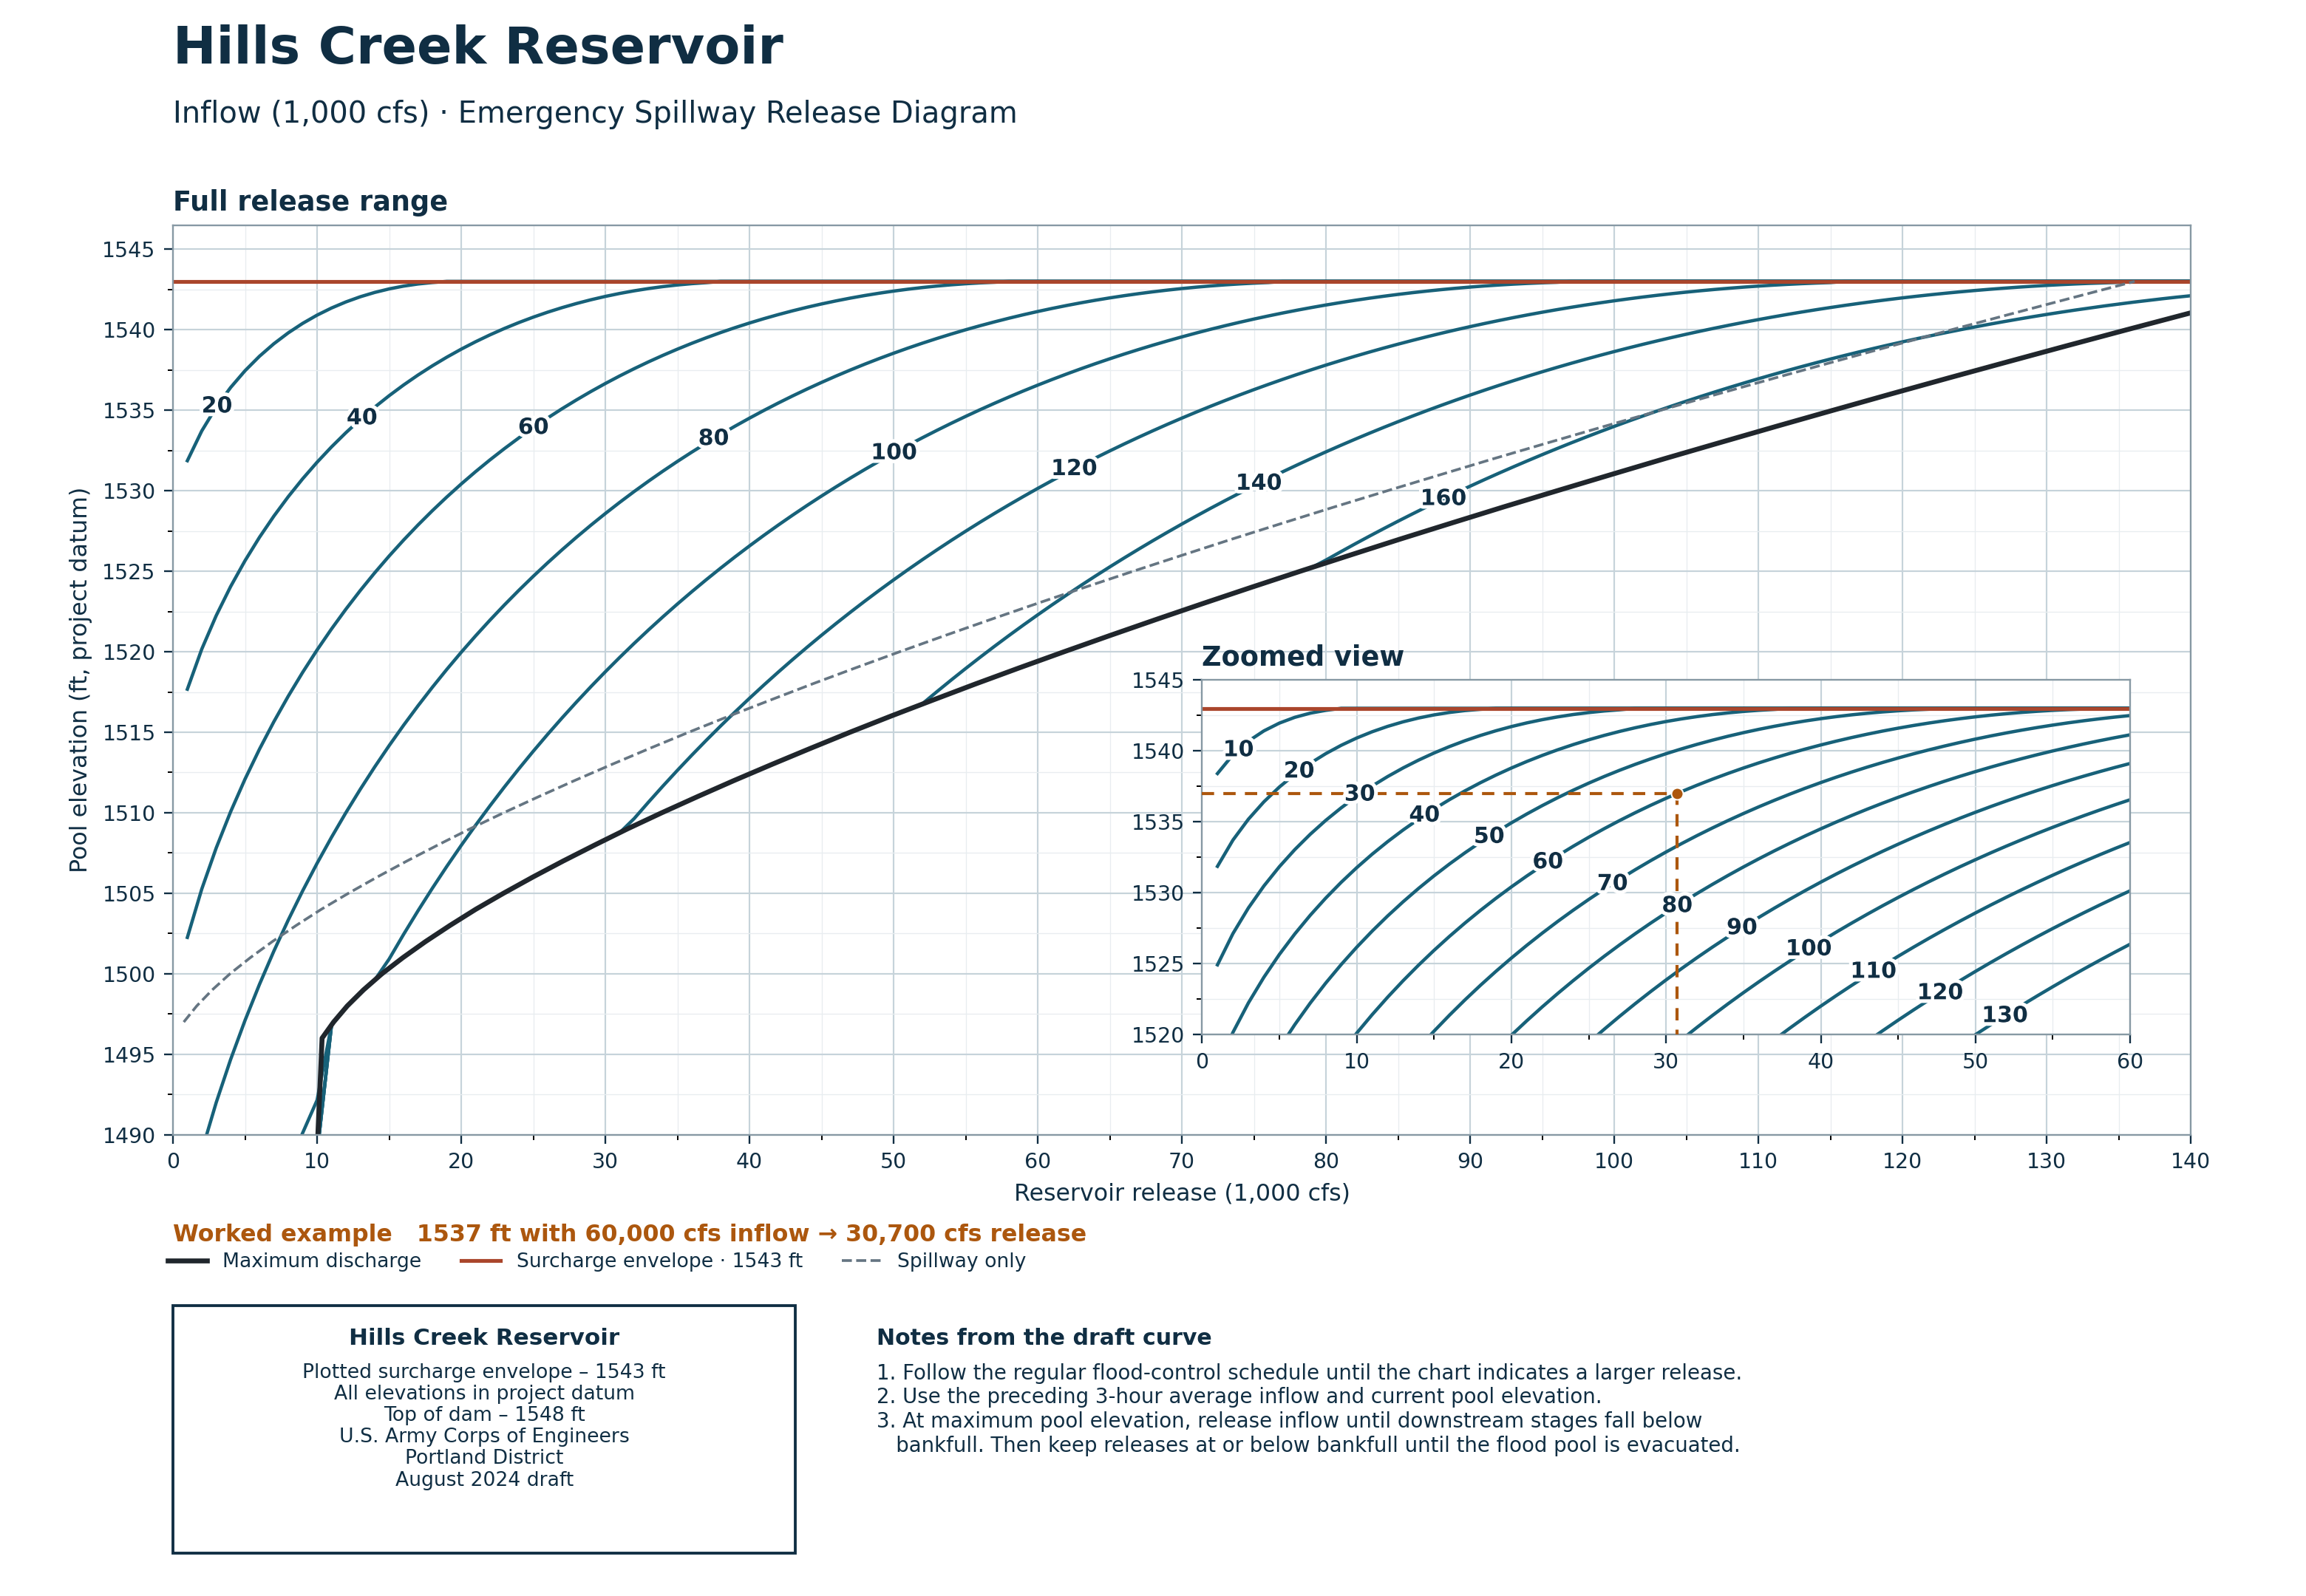 Hills Creek Reservoir
Inflow (1,000 cfs) · Emergency Spillway Release Diagram
Full release range
1545
1540
1535
1530
1525
1520
1515
1510
1505
1500
1495
1490
Pool elevation (ft, project datum)
20
40
60
80
100
120
140
160
Zoomed view
1545
1540
1535
1530
1525
1520
10
20
30
40
50
60
70
80
90
100
110
120
130
0 10 20 30 40 50 60
0 10 20 30 40 50 60 70 80 90 100 110 120 130 140
Reservoir release (1,000 cfs)
Worked example 1537 ft with 60,000 cfs inflow → 30,700 cfs release
Maximum discharge Surcharge envelope · 1543 ft Spillway only
Hills Creek Reservoir
Plotted surcharge envelope – 1543 ft
All elevations in project datum
Top of dam – 1548 ft
U.S. Army Corps of Engineers
Portland District
August 2024 draft
Notes from the draft curve
1. Follow the regular flood-control schedule until the chart indicates a larger release.
2. Use the preceding 3-hour average inflow and current pool elevation.
3. At maximum pool elevation, release inflow until downstream stages fall below
bankfull. Then keep releases at or below bankfull until the flood pool is evacuated.